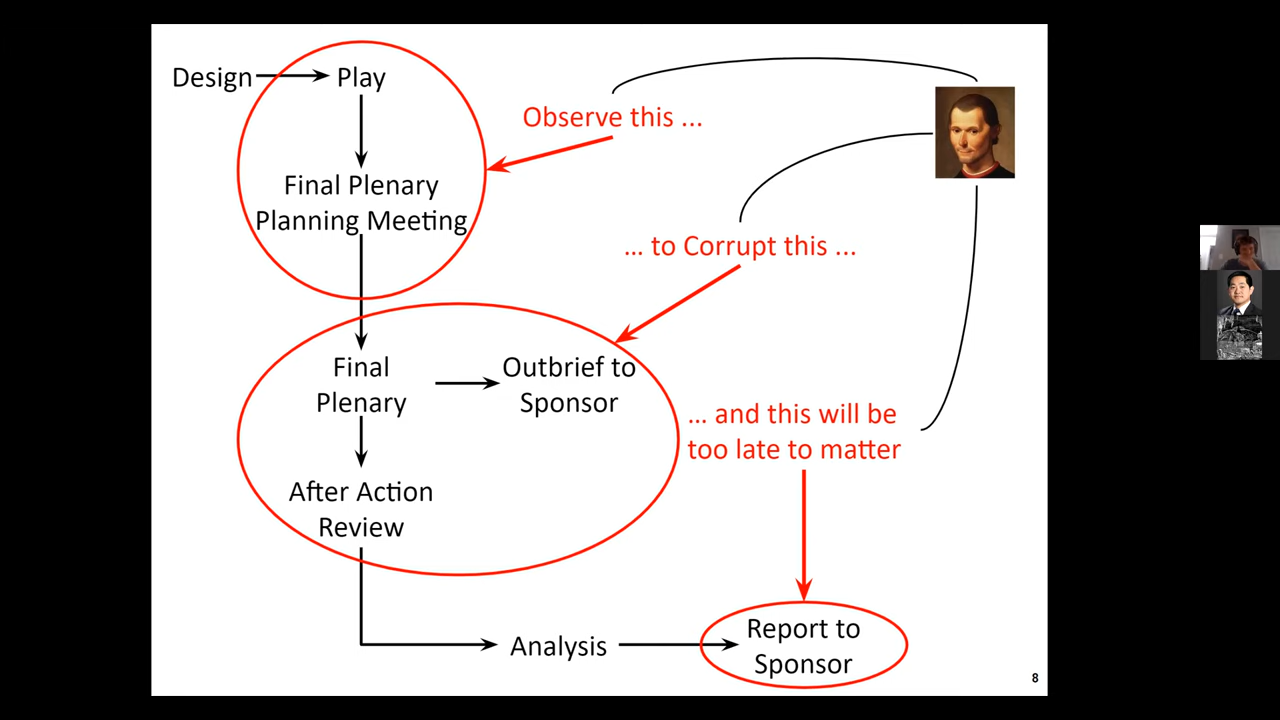 Design
Play
Observe this ...
Final Plenary
Planning Meeting
... to Corrupt this ...
Final
Plenary
Outbrief to
Sponsor
... and this will be
too late to matter
After Action
Review
Analysis
Report to
Sponsor
8